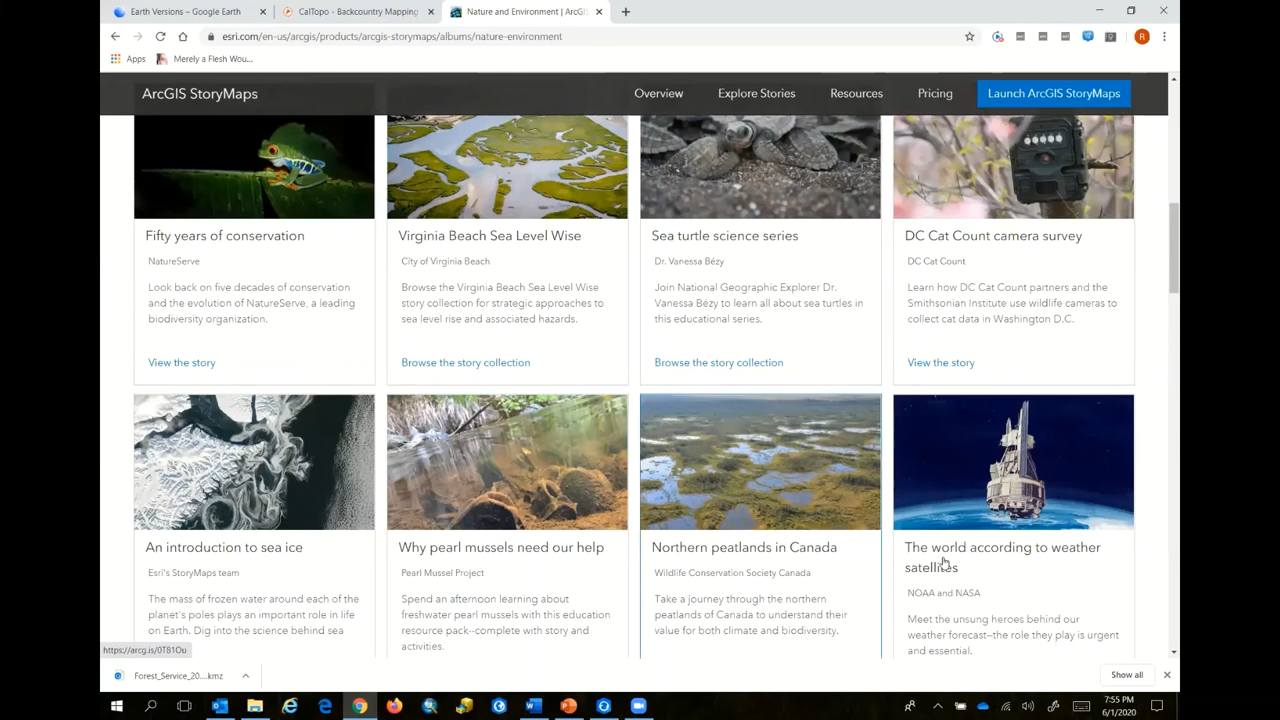 Earth Versions – Google Earth
CalTopo - Backcountry Mapping
Nature and Environment | ArcGI
esri.com/en-us/arcgis/products/arcgis-storymaps/albums/nature-environment
R
Apps
Merely a Flesh Wou...
ArcGIS StoryMaps
Overview
Explore Stories
Resources
Pricing
Launch ArcGIS StoryMaps
Fifty years of conservation
NatureServe
Look back on five decades of conservation
and the evolution of NatureServe, a leading
biodiversity organization.
View the story
Virginia Beach Sea Level Wise
City of Virginia Beach
Browse the Virginia Beach Sea Level Wise
story collection for strategic approaches to
sea level rise and associated hazards.
Browse the story collection
Sea turtle science series
Dr. Vanessa Bézy
Join National Geographic Explorer Dr.
Vanessa Bézy to learn all about sea turtles in
this educational series.
Browse the story collection
DC Cat Count camera survey
DC Cat Count
Learn how DC Cat Count partners and the
Smithsonian Institute use wildlife cameras to
collect cat data in Washington D.C.
View the story
An introduction to sea ice
Esri's StoryMaps team
The mass of frozen water around each of the
planet's poles plays an important role in life
on Earth. Dig into the science behind sea
Why pearl mussels need our help
Pearl Mussel Project
Spend an afternoon learning about
freshwater pearl mussels with this education
resource pack--complete with story and
activities.
Northern peatlands in Canada
Wildlife Conservation Society Canada
Take a journey through the northern
peatlands of Canada to understand their
value for both climate and biodiversity.
The world according to weather
satellites
NOAA and NASA
Meet the unsung heroes behind our
weather forecast–the role they play is urgent
and essential.
https://arcg.is/0T81Ou
Forest_Service_20....kmz
Show all
7:55 PM
6/1/2020